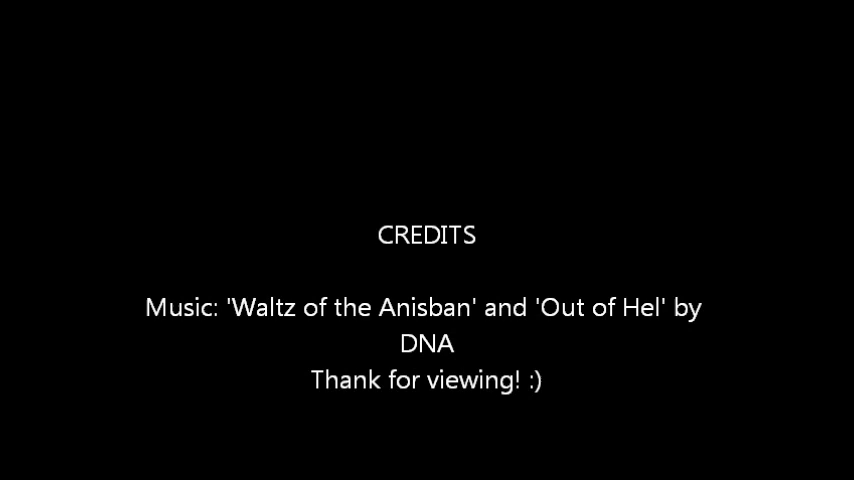 CREDITS
Music: 'Waltz of the Anisban' and 'Out of Hel' by
DNA
Thank for viewing! :)